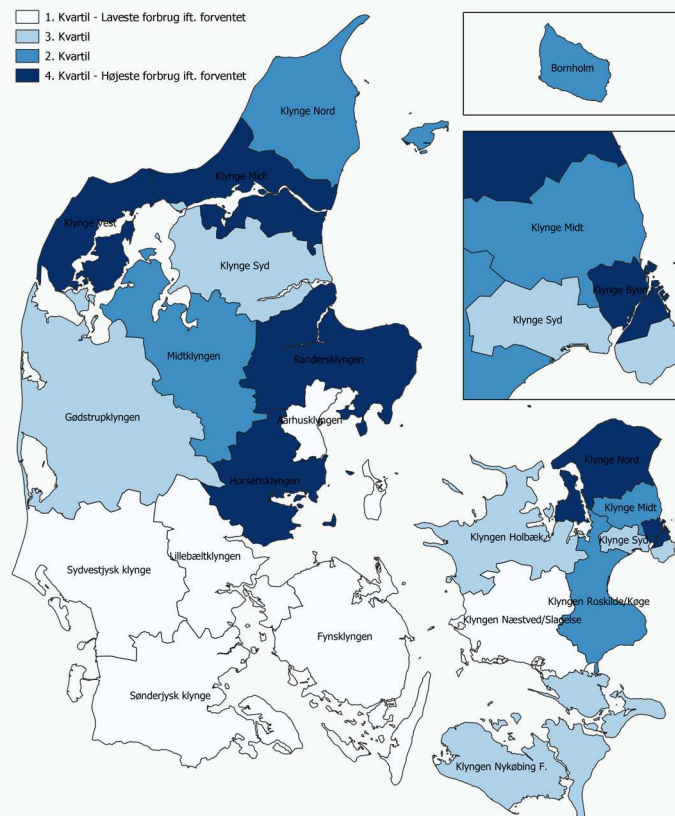 1. Kvartil - Laveste forbrug ift. forventet
3. Kvartil
2. Kvartil
4. Kvartil - Højeste forbrug ift. forventet
Bornholm
Klynge Nord
Klynge Midt
Klynge Vest
Klynge Syd
Klynge Midt
Klynge Byen
Klynge Syd
Midtklyngen
Randersklyngen
Gødstrupklyngen
Aarhusklyngen
Horsensklyngen
Klynge Nord
Klynge Midt
Klyngen Holbæk
Klynge Syd
Lillebæltklyngen
Sydvestjysk klynge
Klyngen Roskilde/Køge
Klyngen Næstved/Slagelse
Fynsklyngen
Sønderjysk klynge
Klyngen Nykøbing F.